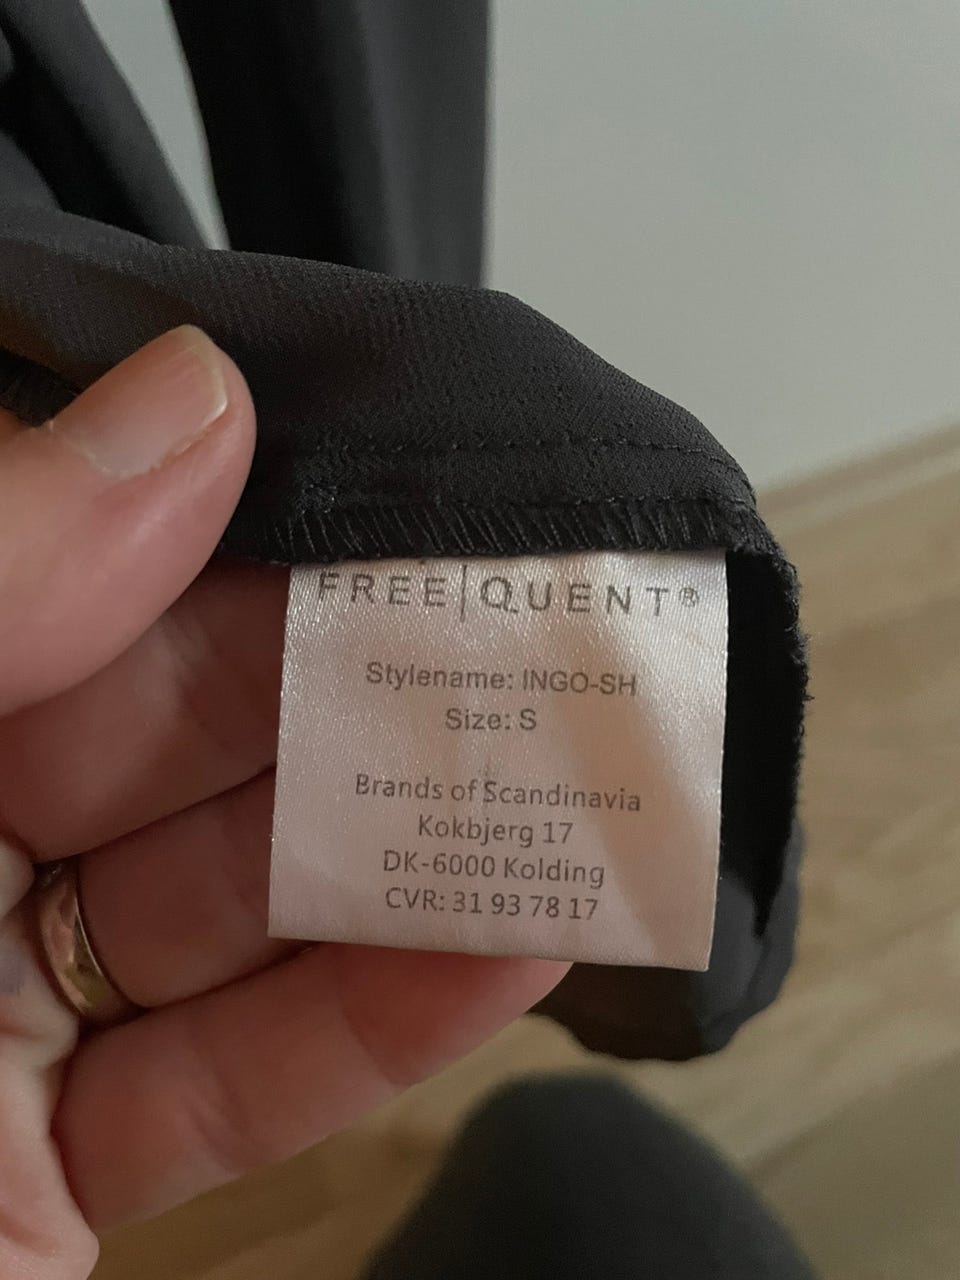 FREE|QUENT®
Stylename: INGO-SH
Size: S
Brands of Scandinavia
Kokbjerg 17
DK-6000 Kolding
CVR: 31 93 78 17